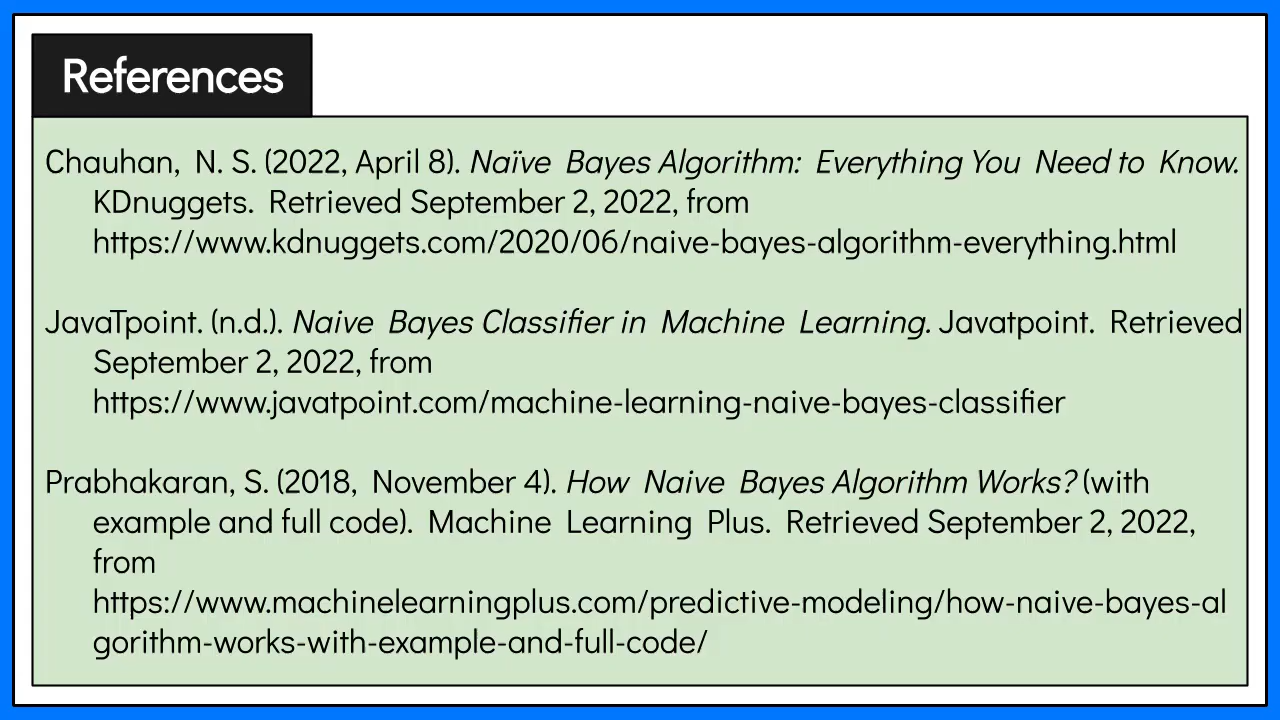 References
Chauhan, N. S. (2022, April 8). Naïve Bayes Algorithm: Everything You Need to Know.
KDnuggets. Retrieved September 2, 2022, from
https://www.kdnuggets.com/2020/06/naive-bayes-algorithm-everything.html
JavaTpoint. (n.d.). Naive Bayes Classifier in Machine Learning. Javatpoint. Retrieved
September 2, 2022, from
https://www.javatpoint.com/machine-learning-naive-bayes-classifier
Prabhakaran, S. (2018, November 4). How Naive Bayes Algorithm Works? (with
example and full code). Machine Learning Plus. Retrieved September 2, 2022,
from
https://www.machinelearningplus.com/predictive-modeling/how-naive-bayes-al
gorithm-works-with-example-and-full-code/